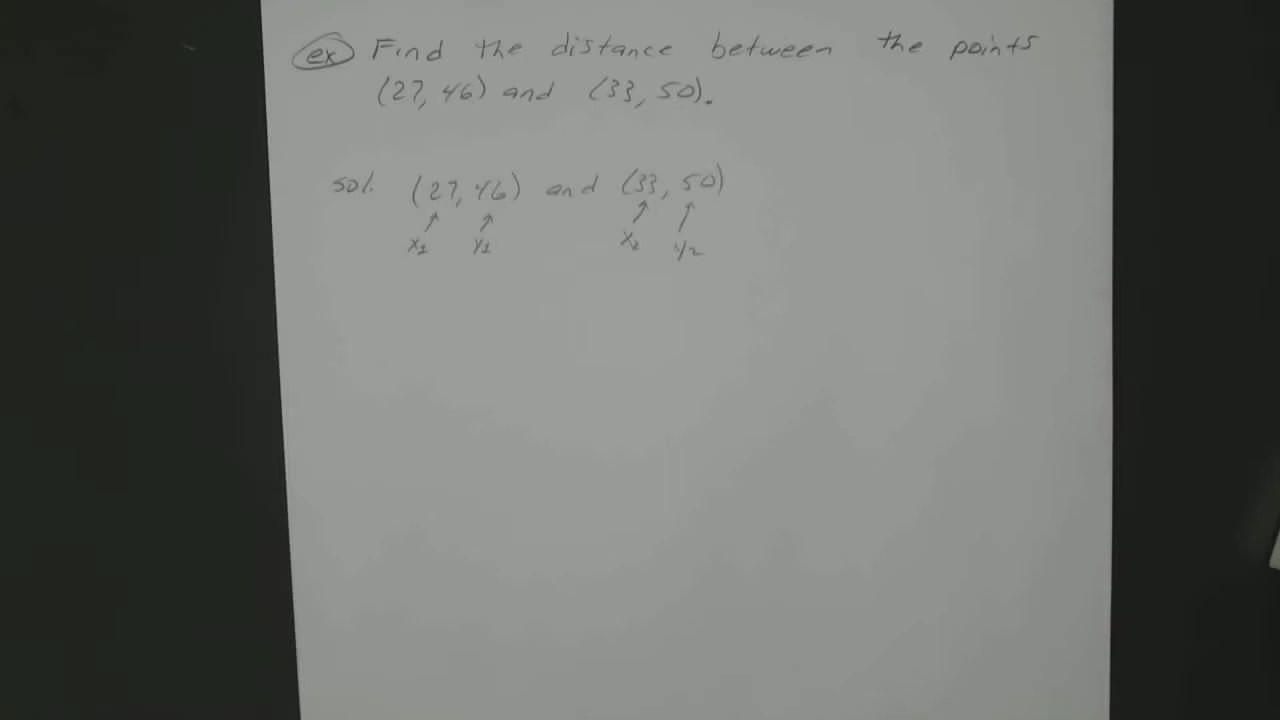 ex Find the distance between the points
(27, 46) and (33, 50).
sol. (27, 46) and (33, 50)
x1 y1 x2 y2